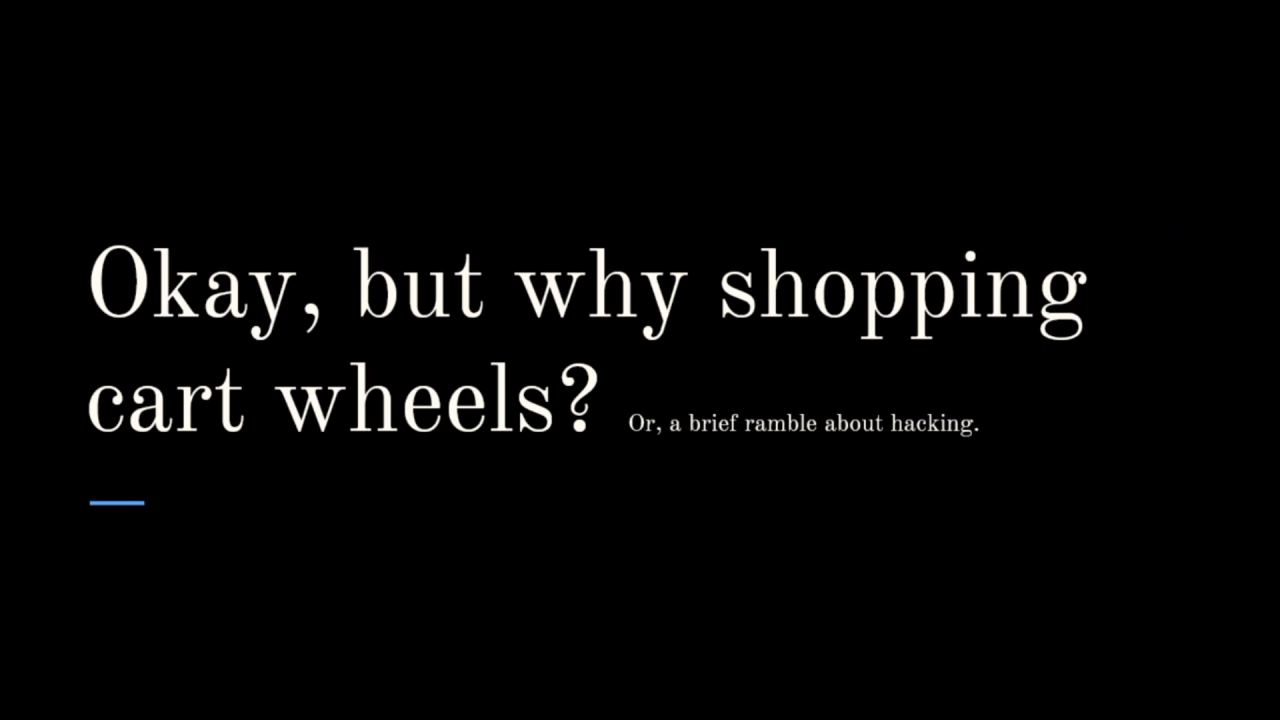 Okay, but why shopping
cart wheels? Or, a brief ramble about hacking.